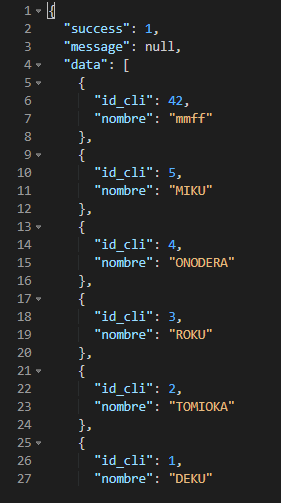 1 {
2 "success": 1,
3 "message": null,
4 "data": [
5 {
6 "id_cli": 42,
7 "nombre": "mmff"
8 },
9 {
10 "id_cli": 5,
11 "nombre": "MIKU"
12 },
13 {
14 "id_cli": 4,
15 "nombre": "ONODERA"
16 },
17 {
18 "id_cli": 3,
19 "nombre": "ROKU"
20 },
21 {
22 "id_cli": 2,
23 "nombre": "TOMIOKA"
24 },
25 {
26 "id_cli": 1,
27 "nombre": "DEKU"